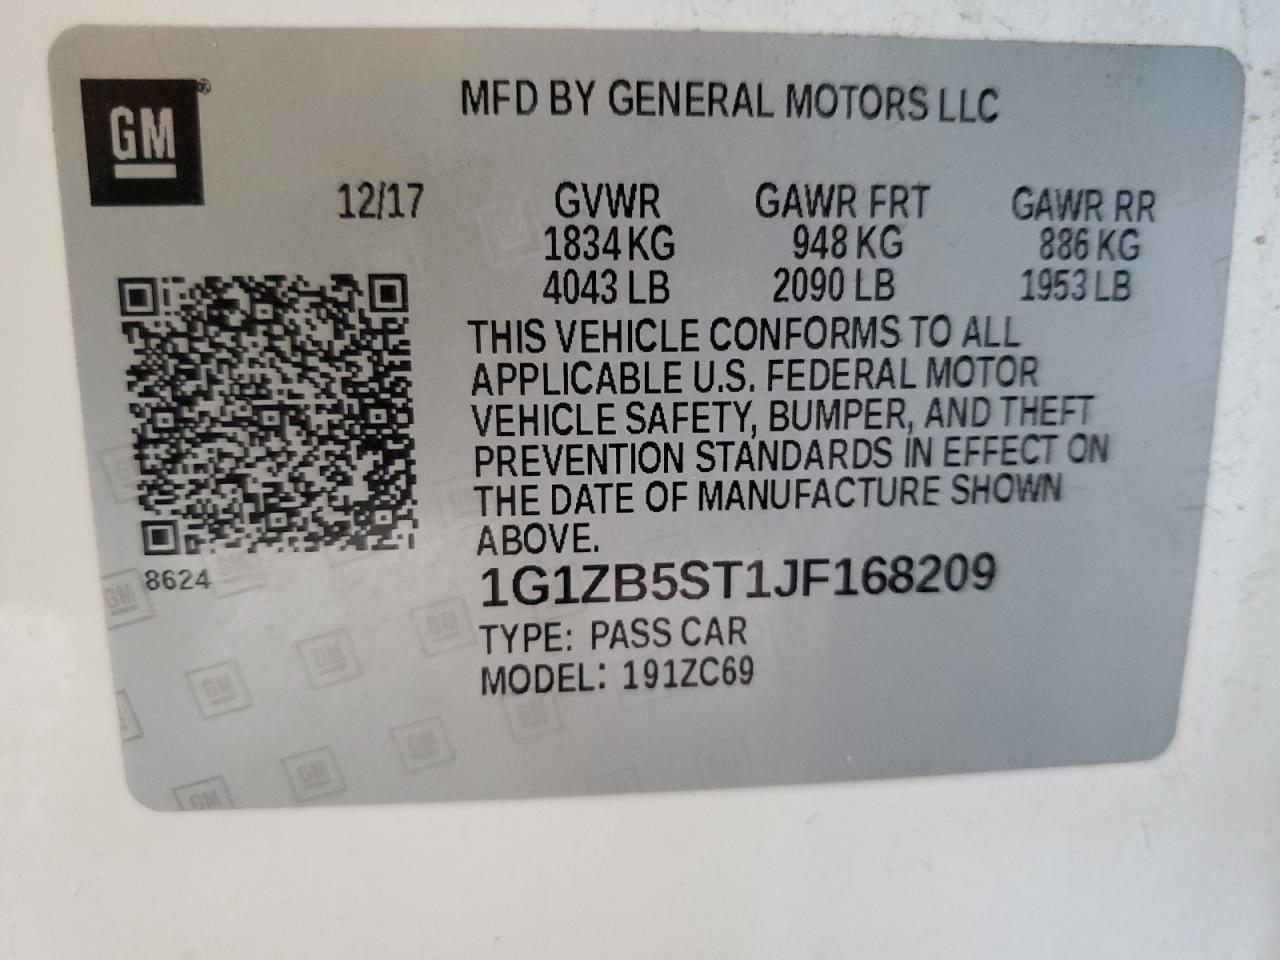 GM
MFD BY GENERAL MOTORS LLC
12/17
GVWR GAWR FRT GAWR RR
1834 KG 948 KG 886 KG
4043 LB 2090 LB 1953 LB
THIS VEHICLE CONFORMS TO ALL
APPLICABLE U.S. FEDERAL MOTOR
VEHICLE SAFETY, BUMPER, AND THEFT
PREVENTION STANDARDS IN EFFECT ON
THE DATE OF MANUFACTURE SHOWN
ABOVE.
8624
1G1ZB5ST1JF168209
TYPE: PASS CAR
MODEL: 191ZC69